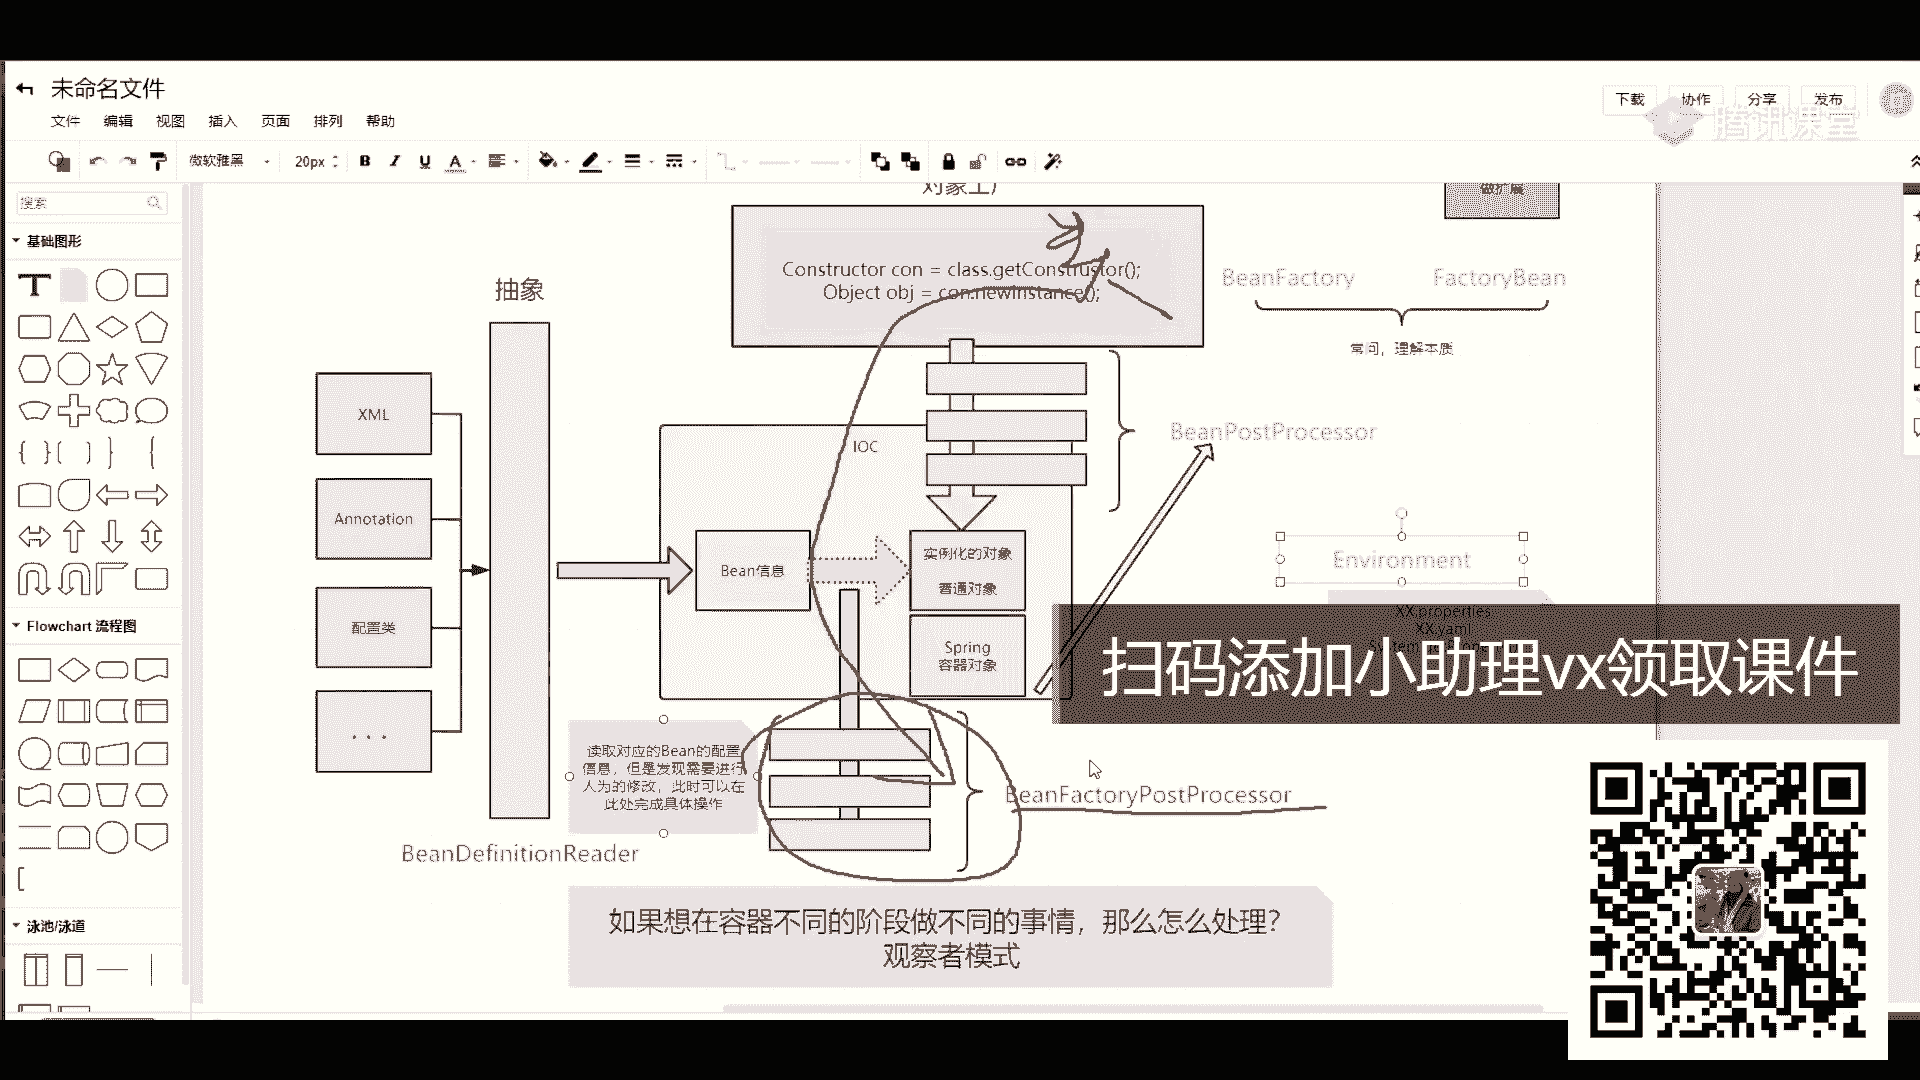 未命名文件
文件 编辑 视图 插入 页面 排列 帮助
下载 协作 分享 发布
腾讯课堂
微软雅黑 20px B I U A
搜索
基础图形
Flowchart 流程图
泳池/泳道
对象工厂
做扩展
Constructor con = class.getConstrustor();
Object obj = con.newInstance();
BeanFactory FactoryBean
常问，理解本质
抽象
XML
Annotation
配置类
. . .
IOC
BeanPostProcessor
Bean信息
实例化的对象
普通对象
Spring
容器对象
Environment
XX.properties
XX.yaml
扫码添加小助理vx领取课件
读取对应的Bean的配置
信息，但是发现需要进行
人为的修改，此时可以在
此处完成具体操作
BeanFactoryPostProcessor
BeanDefinitionReader
如果想在容器不同的阶段做不同的事情，那么怎么处理？
观察者模式